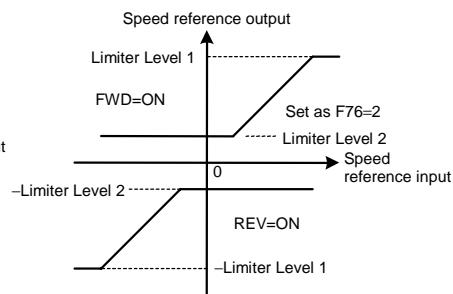 Speed reference output
Limiter Level 1
FWD=ON
Set as F76=2
Limiter Level 2
Speed
reference input
0
−Limiter Level 2
REV=ON
−Limiter Level 1